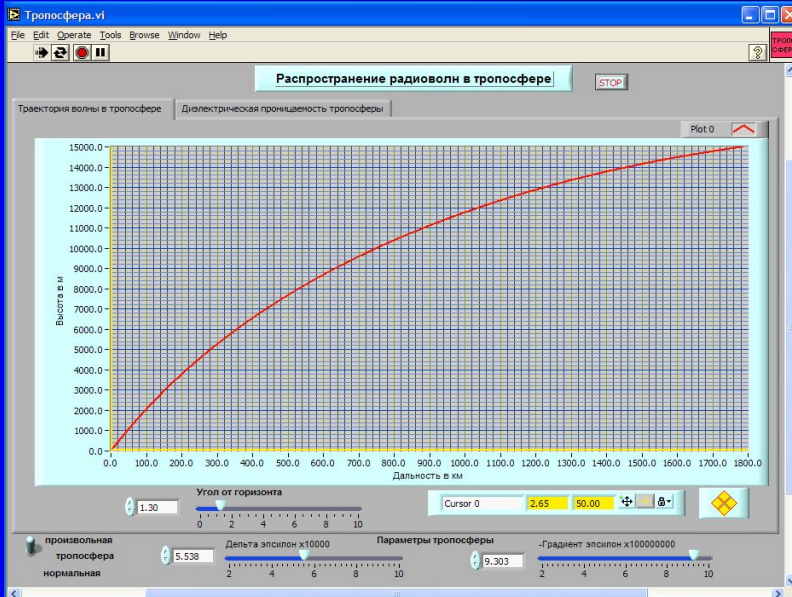 Тропосфера.vi
File Edit Operate Tools Browse Window Help
?
ТРОПО
СФЕР
Распространение радиоволн в тропосфере
STOP
Траектория волны в тропосфере Диэлектрическая проницаемость тропосферы
Plot 0
15000.0
14000.0
13000.0
12000.0
11000.0
10000.0
9000.0
8000.0
7000.0
6000.0
5000.0
4000.0
3000.0
2000.0
1000.0
0.0
Высота в м
0.0 100.0 200.0 300.0 400.0 500.0 600.0 700.0 800.0 900.0 1000.0 1100.0 1200.0 1300.0 1400.0 1500.0 1600.0 1700.0 1800.0
Дальность в км
Угол от горизонта
1.30
0 2 4 6 8 10
Cursor 0 2.65 50.00
произвольная
тропосфера
нормальная
Параметры тропосферы
Дельта эпсилон x10000
5.538
2 4 6 8 10
-Градиент эпсилон x100000000
9.303
2 4 6 8 10